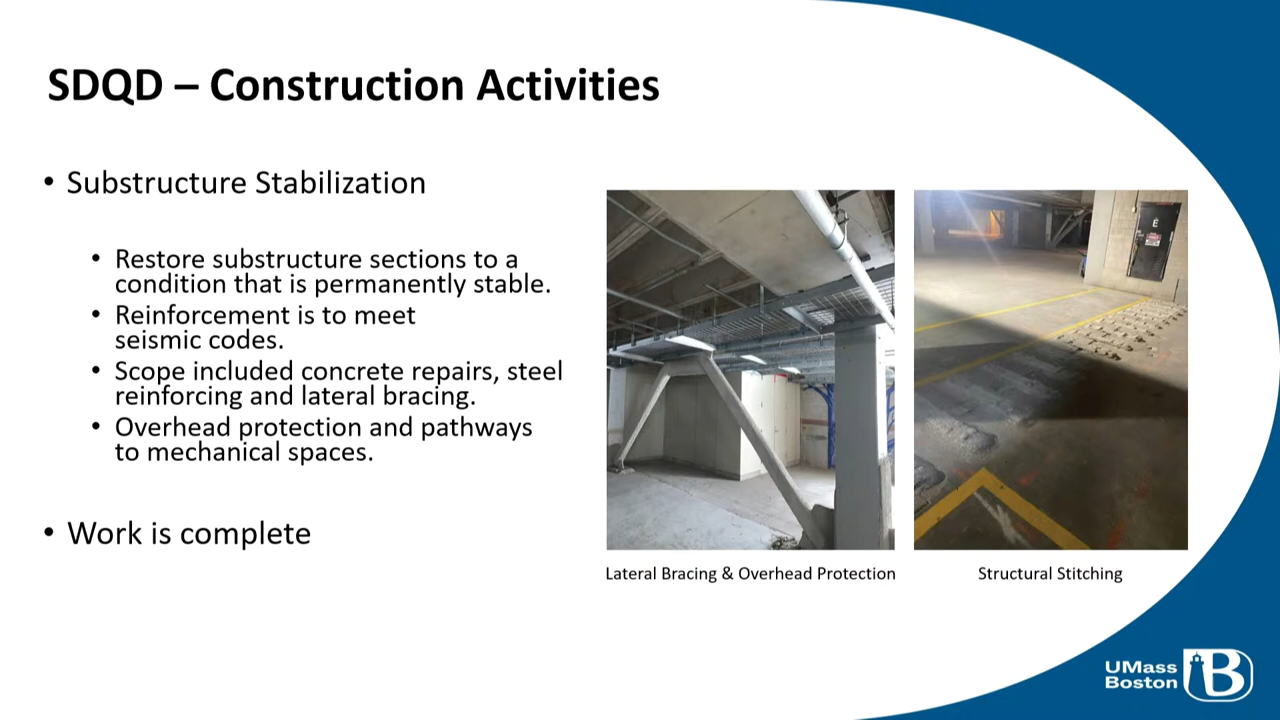 SDQD – Construction Activities
• Substructure Stabilization
• Restore substructure sections to a
condition that is permanently stable.
• Reinforcement is to meet
seismic codes.
• Scope included concrete repairs, steel
reinforcing and lateral bracing.
• Overhead protection and pathways
to mechanical spaces.
• Work is complete
E
Lateral Bracing & Overhead Protection
Structural Stitching
UMass
Boston
B